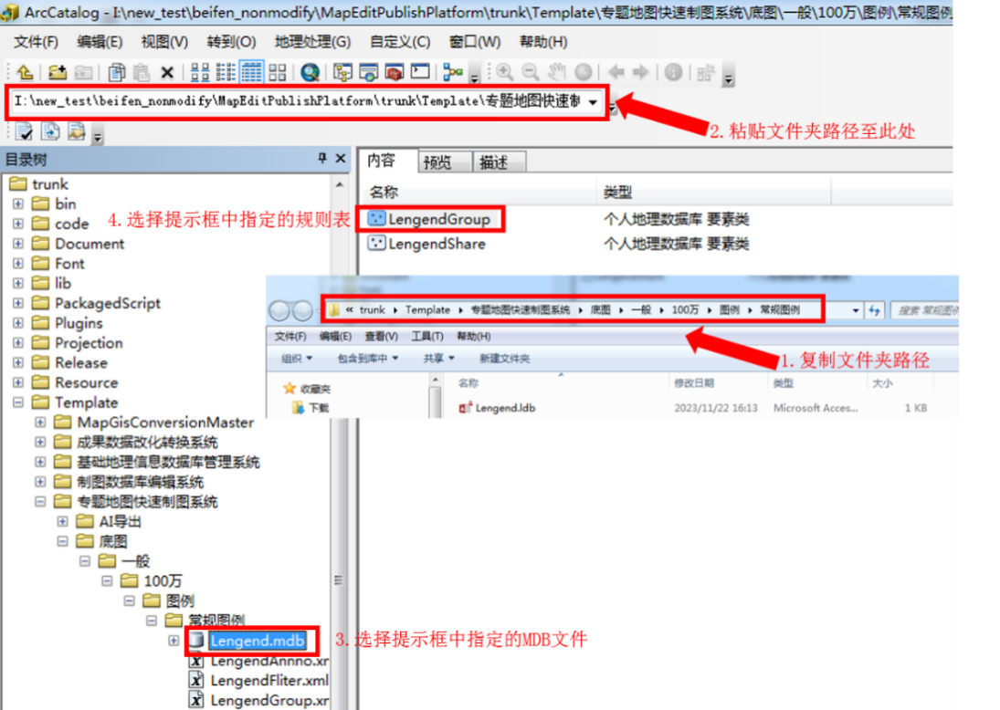 ArcCatalog - I:\new_test\beifen_nonmodify\MapEditPublishPlatform\trunk\Template\专题地图快速制图系统\底图\一般\100万\图例\常规图例
文件(F) 编辑(E) 视图(V) 转到(O) 地理处理(G) 自定义(C) 窗口(W) 帮助(H)
I:\new_test\beifen_nonmodify\MapEditPublishPlatform\trunk\Template\专题地图快速制
2.粘贴文件夹路径至此处
目录树
内容 预览 描述
名称 类型
4.选择提示框中指定的规则表
LengendGroup 个人地理数据库 要素类
LengendShare 个人地理数据库 要素类
trunk
bin
code
Document
Font
lib
PackagedScript
Plugins
Projection
Release
Resource
Template
MapGisConversionMaster
成果数据改化转换系统
基础地理信息数据库管理系统
制图数据库编辑系统
专题地图快速制图系统
AI导出
底图
一般
100万
图例
常规图例
Lengend.mdb
3.选择提示框中指定的MDB文件
LengendAnnno.xr
LengendFliter.xml
LengendGroup.xr
« trunk Template 专题地图快速制图系统 底图 一般 100万 图例 常规图例
搜索 常规图例
1.复制文件夹路径
文件(F) 编辑(E) 查看(V) 工具(T) 帮助(H)
组织 包含到库中 共享 新建文件夹
收藏夹
下载
名称 修改日期 类型 大小
Lengend.ldb 2023/11/22 16:13 Microsoft Acces... 1 KB